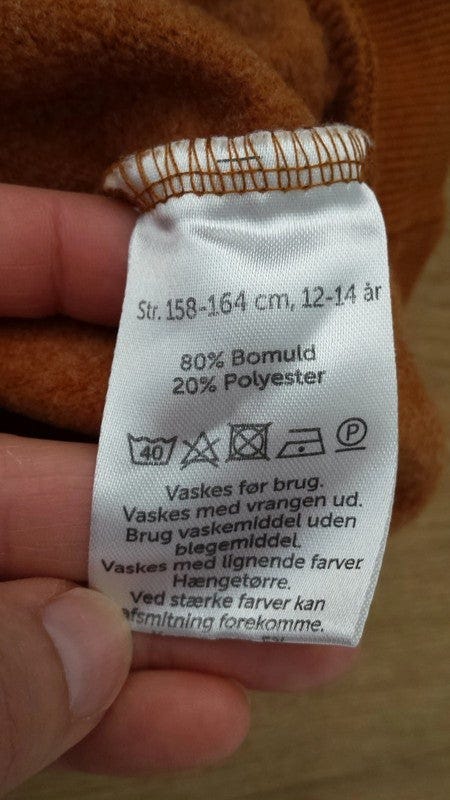 Str. 158-164 cm, 12-14 år
80% Bomuld
20% Polyester
40 P
Vaskes før brug.
Vaskes med vrangen ud.
Brug vaskemiddel uden
blegemiddel.
Vaskes med lignende farver.
Hængetørre.
Ved stærke farver kan
afsmitning forekomme.